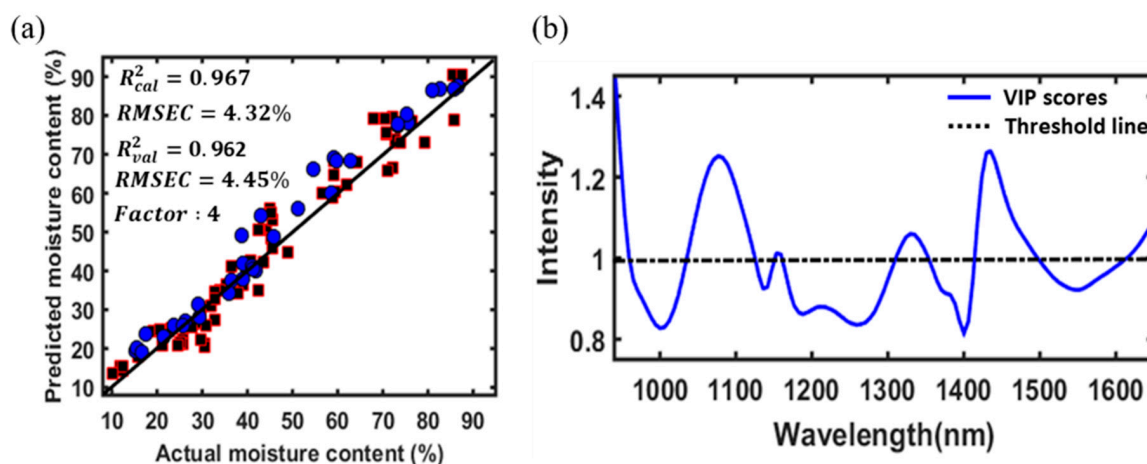 (a)
Predicted moisture content (%)
90
80
70
60
50
40
30
20
10
R²cal = 0.967
RMSEC = 4.32%
R²val = 0.962
RMSEC = 4.45%
Factor : 4
10 20 30 40 50 60 70 80 90
Actual moisture content (%)
(b)
Intensity
1.4
1.2
1
0.8
VIP scores
Threshold line
1000 1100 1200 1300 1400 1500 1600
Wavelength(nm)